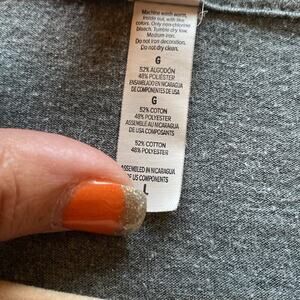 Machine wash warm,
inside out, with like
colors. Only non-chlorine
bleach. Tumble dry low.
Medium iron.
Do not iron decoration.
Do not dry clean.
G
52% ALGODÓN
48% POLIÉSTER
ENSAMBLADO EN NICARAGUA
DE COMPONENTES DE USA
G
52% COTON
48% POLYESTER
ASSEMBLÉ AU NICARAGUA
DE USA COMPOSANTS
52% COTTON
48% POLYESTER
ASSEMBLED IN NICARAGUA
US COMPONENTS
L